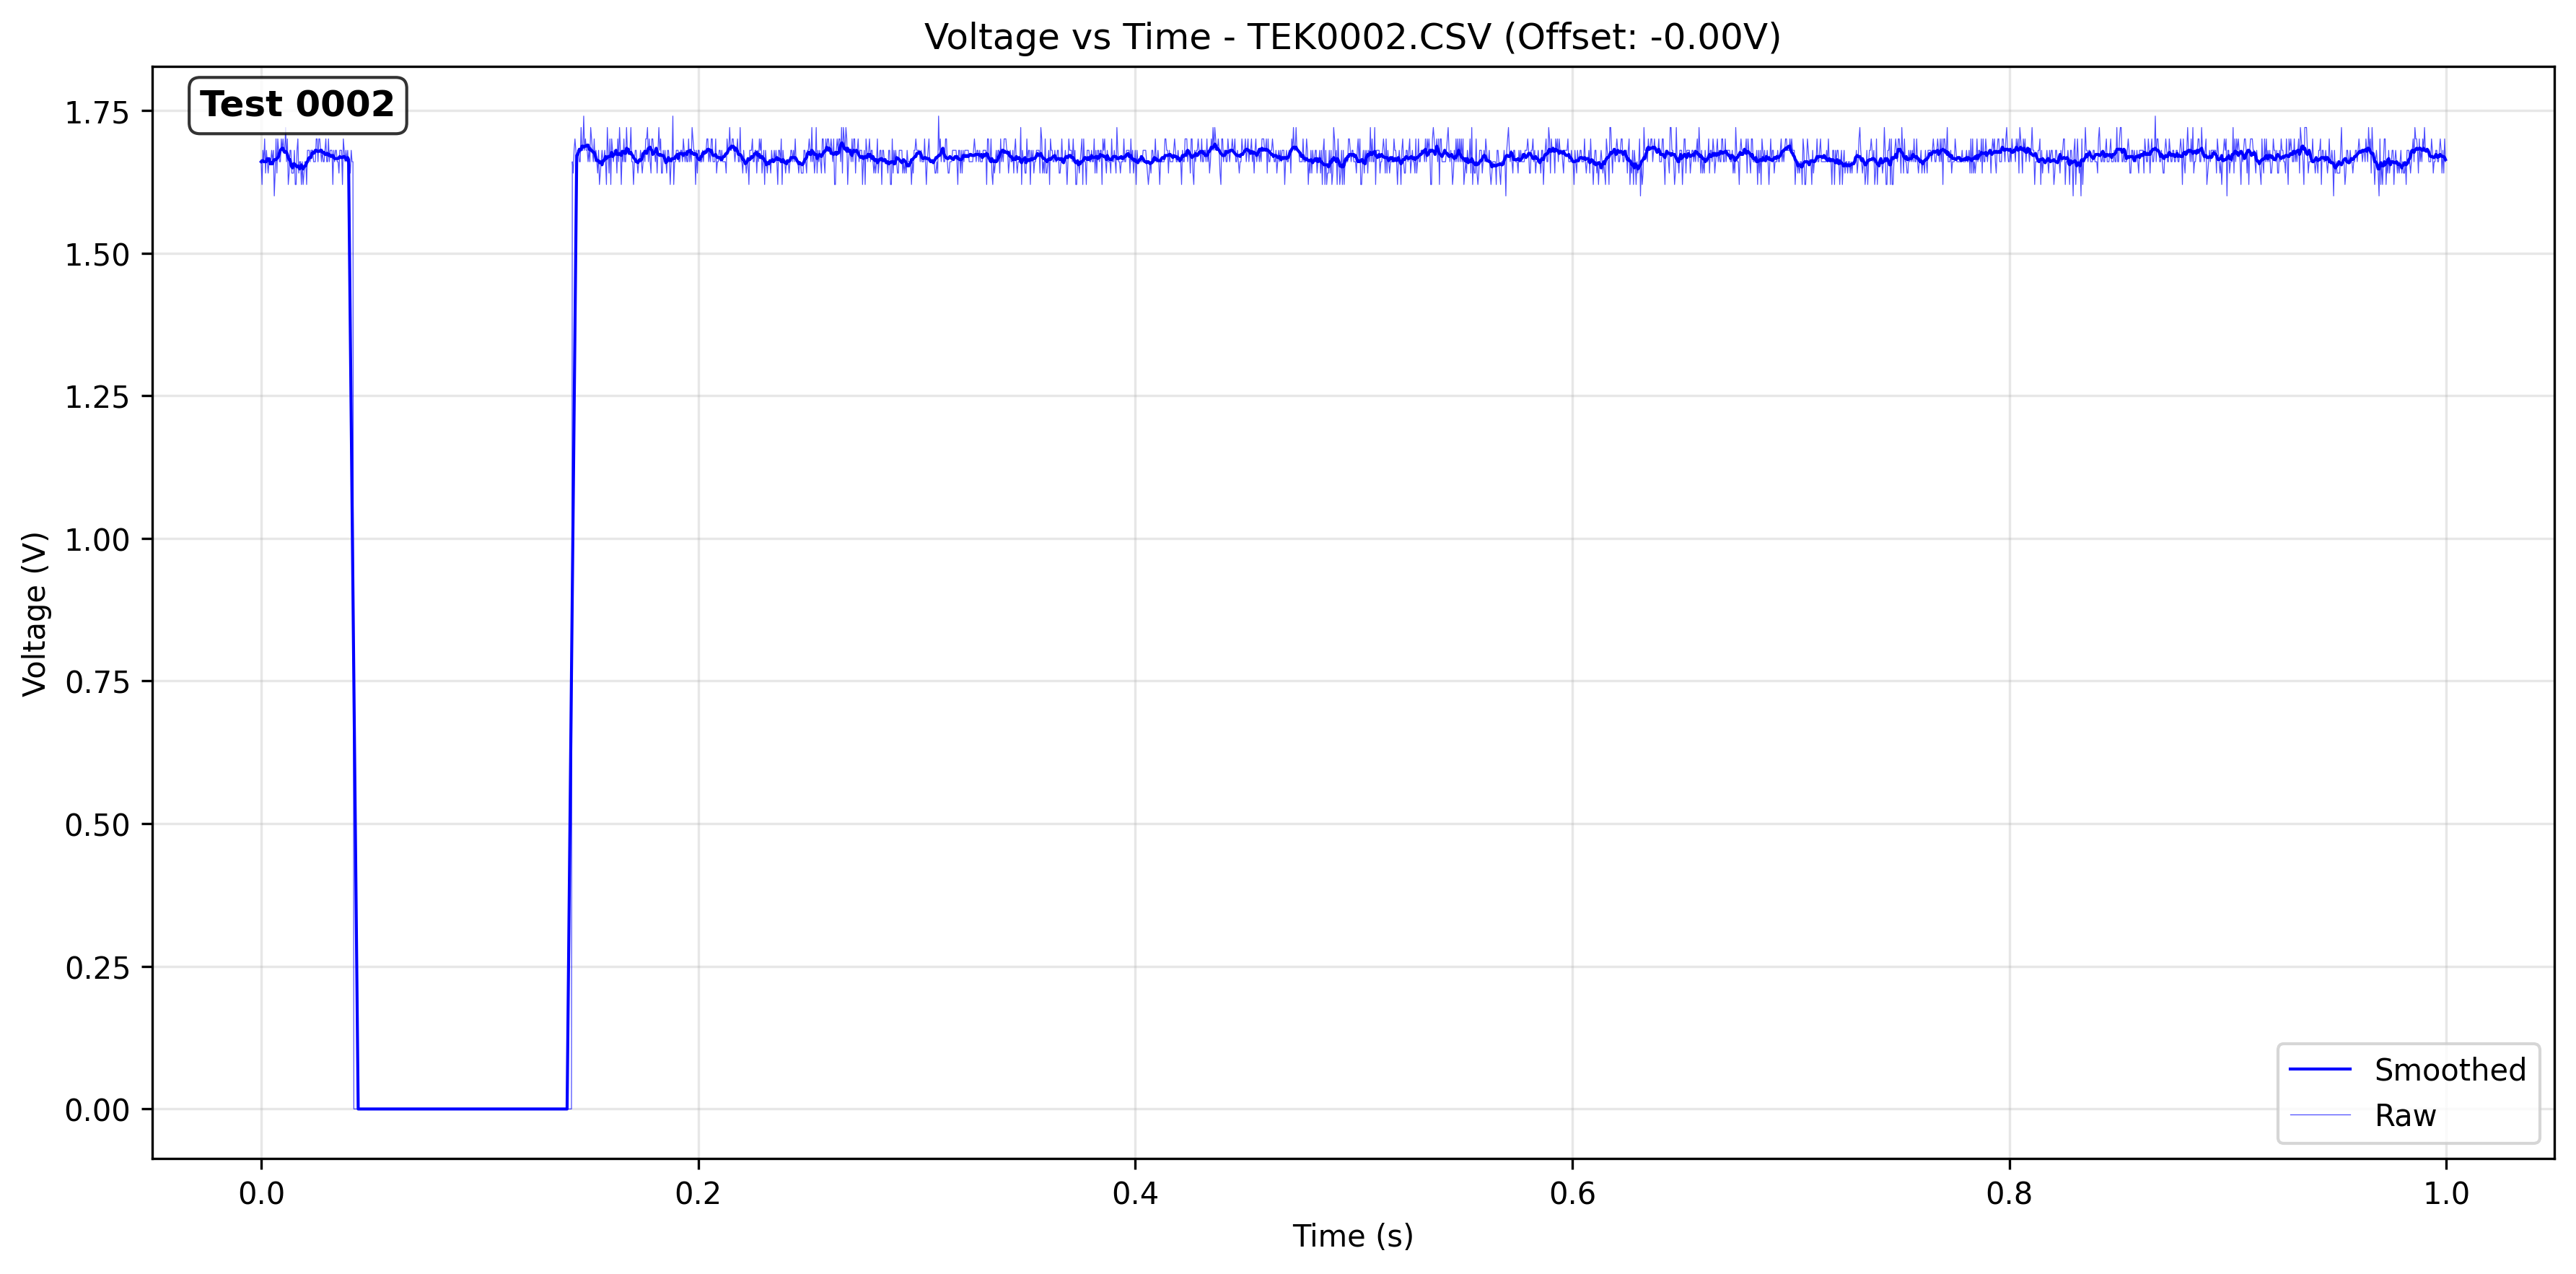 Voltage vs Time - TEK0002.CSV (Offset: -0.00V)
Test 0002
1.75
1.50
1.25
1.00
0.75
0.50
0.25
0.00
Voltage (V)
Smoothed
Raw
0.0 0.2 0.4 0.6 0.8 1.0
Time (s)